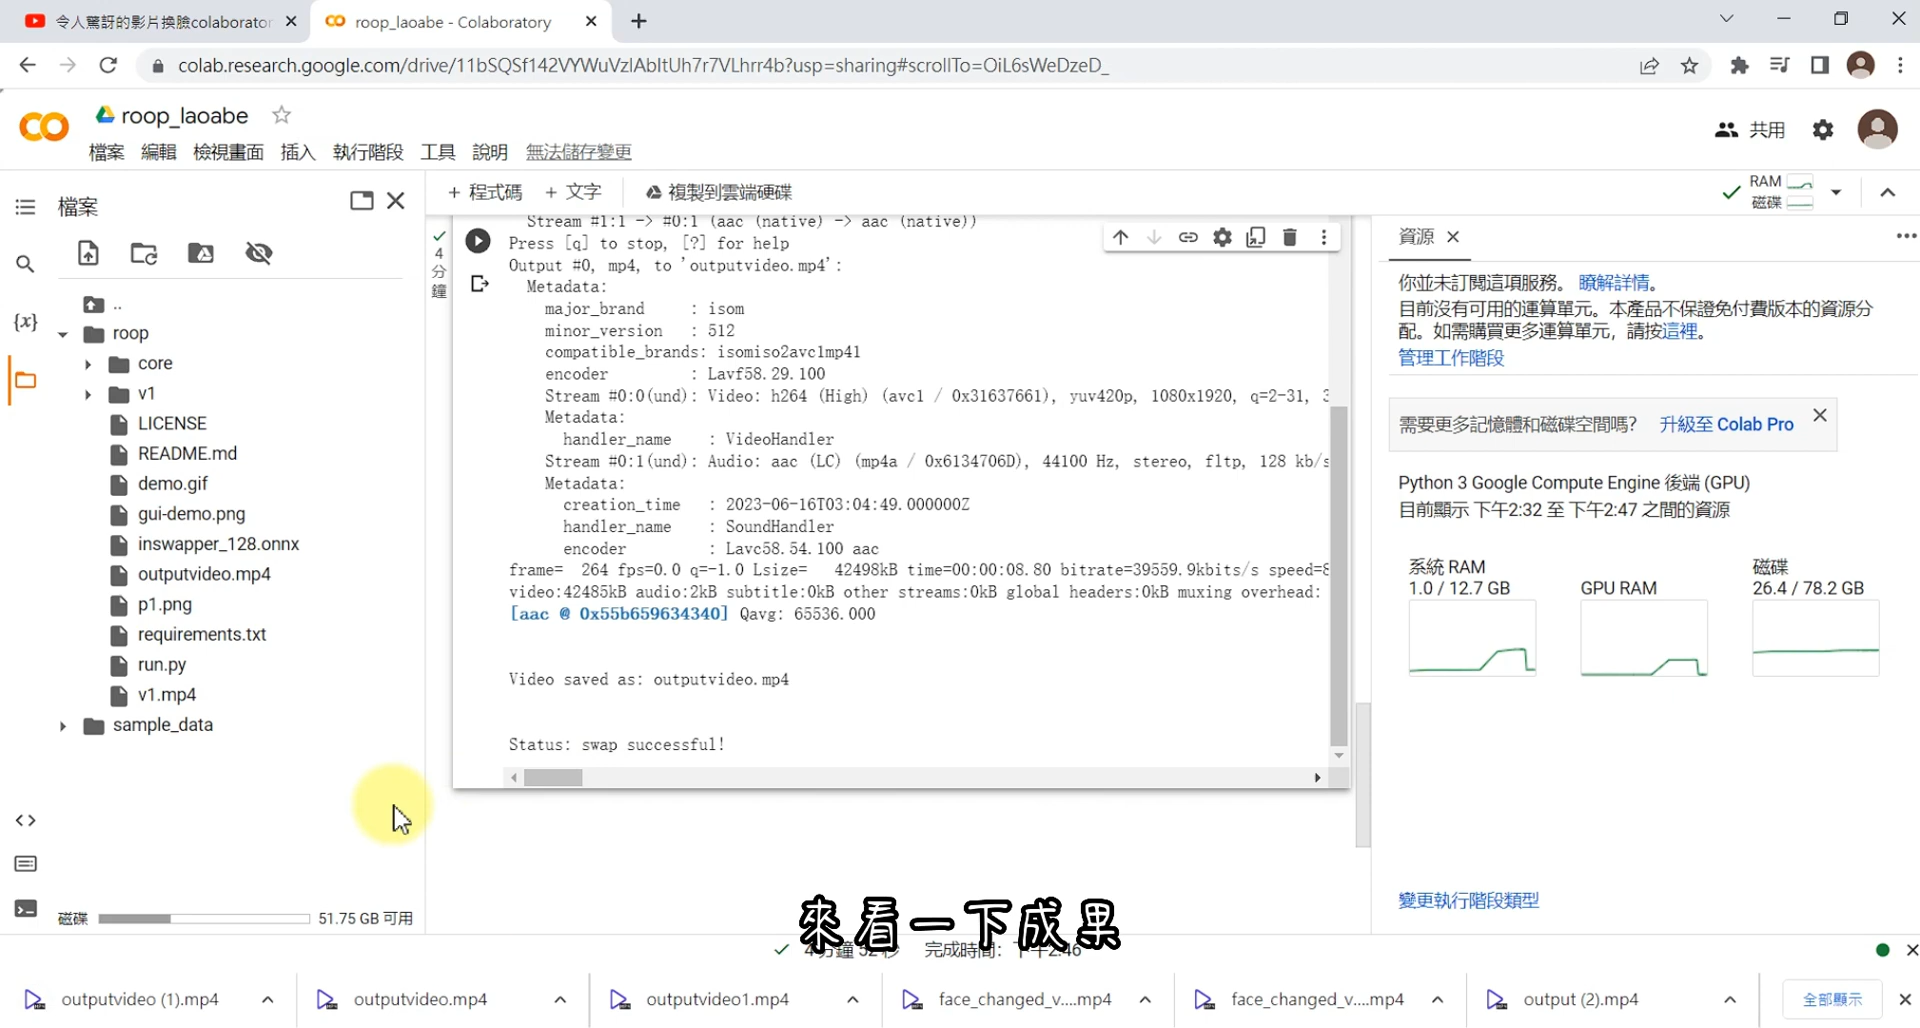 令人驚訝的影片換臉colaborator
roop_laoabe - Colaboratory
colab.research.google.com/drive/11bSQSf142VYWuVzlAbItUh7r7VLhrr4b?usp=sharing#scrollTo=OiL6sWeDzeD_
roop_laoabe
共用
檔案 編輯 檢視畫面 插入 執行階段 工具 說明 無法儲存變更
檔案
+ 程式碼 + 文字 複製到雲端硬碟
RAM
磁碟
..
roop
core
v1
LICENSE
README.md
demo.gif
gui-demo.png
inswapper_128.onnx
outputvideo.mp4
p1.png
requirements.txt
run.py
v1.mp4
sample_data
磁碟 51.75 GB 可用
4
分
鐘
Stream #1:1 -> #0:1 (aac (native) -> aac (native))
Press [q] to stop, [?] for help
Output #0, mp4, to 'outputvideo.mp4':
Metadata:
major_brand : isom
minor_version : 512
compatible_brands: isomiso2avc1mp41
encoder : Lavf58.29.100
Stream #0:0(und): Video: h264 (High) (avc1 / 0x31637661), yuv420p, 1080x1920, q=2-31, 3
Metadata:
handler_name : VideoHandler
Stream #0:1(und): Audio: aac (LC) (mp4a / 0x6134706D), 44100 Hz, stereo, fltp, 128 kb/s
Metadata:
creation_time : 2023-06-16T03:04:49.000000Z
handler_name : SoundHandler
encoder : Lavc58.54.100 aac
frame= 264 fps=0.0 q=-1.0 Lsize= 42498kB time=00:00:08.80 bitrate=39559.9kbits/s speed=8
video:42485kB audio:2kB subtitle:0kB other streams:0kB global headers:0kB muxing overhead:
[aac @ 0x55b659634340] Qavg: 65536.000
Video saved as: outputvideo.mp4
Status: swap successful!
資源
你並未訂閱這項服務。 瞭解詳情。
目前沒有可用的運算單元。本產品不保證免付費版本的資源分
配。如需購買更多運算單元，請按這裡。
管理工作階段
需要更多記憶體和磁碟空間嗎？ 升級至 Colab Pro
Python 3 Google Compute Engine 後端 (GPU)
目前顯示 下午2:32 至 下午2:47 之間的資源
系統 RAM
1.0 / 12.7 GB
GPU RAM
磁碟
26.4 / 78.2 GB
變更執行階段類型
來看一下成果
4 分鐘 52 秒 完成時間：下午2:46
outputvideo (1).mp4
outputvideo.mp4
outputvideo1.mp4
face_changed_v....mp4
face_changed_v....mp4
output (2).mp4
全部顯示